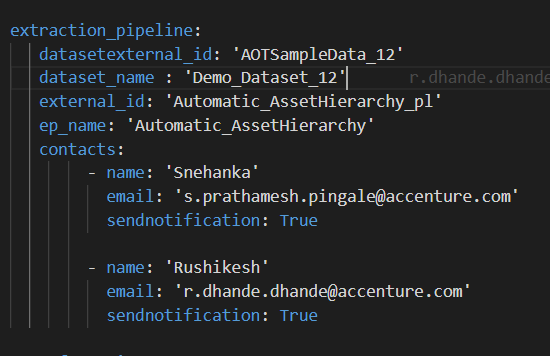 extraction_pipeline:
datasetexternal_id: 'AOTSampleData_12'
dataset_name : 'Demo_Dataset_12' r.dhande.dhande
external_id: 'Automatic_AssetHierarchy_pl'
ep_name: 'Automatic_AssetHierarchy'
contacts:
- name: 'Snehanka'
email: 's.prathamesh.pingale@accenture.com'
sendnotification: True
- name: 'Rushikesh'
email: 'r.dhande.dhande@accenture.com'
sendnotification: True